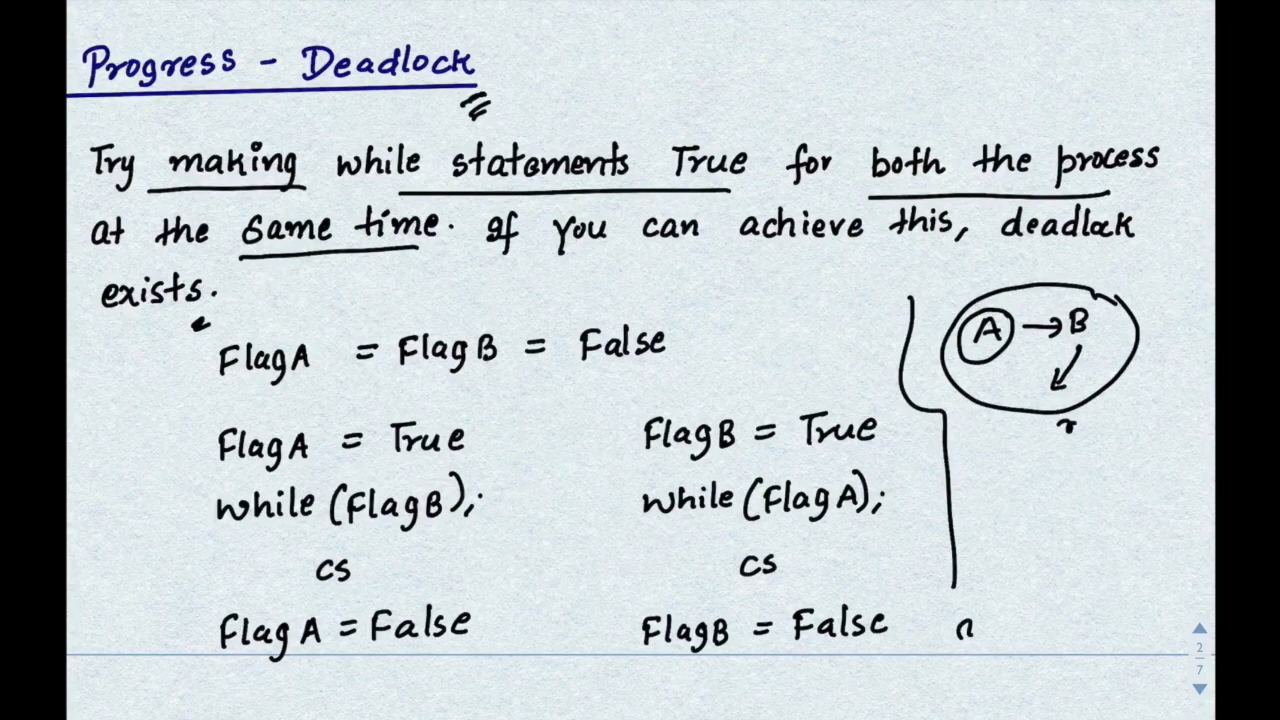 Progress - Deadlock
Try making while statements True for both the process
at the same time. If you can achieve this, deadlock
exists.
A → B
FlagA = FlagB = False
FlagA = True
FlagB = True
while (FlagB);
while (FlagA);
cs
cs
FlagA = False
FlagB = False
2
7